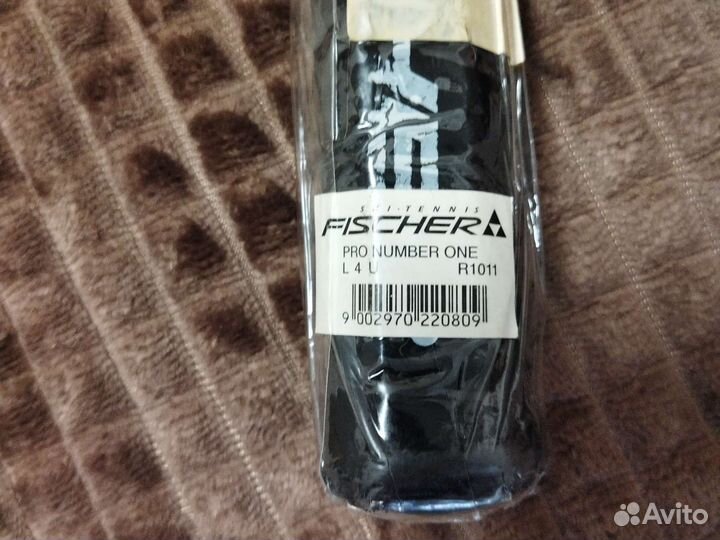 SKI-TENNIS
FISCHER
PRO NUMBER ONE
L 4 U R1011
9 002970 220809
Avito